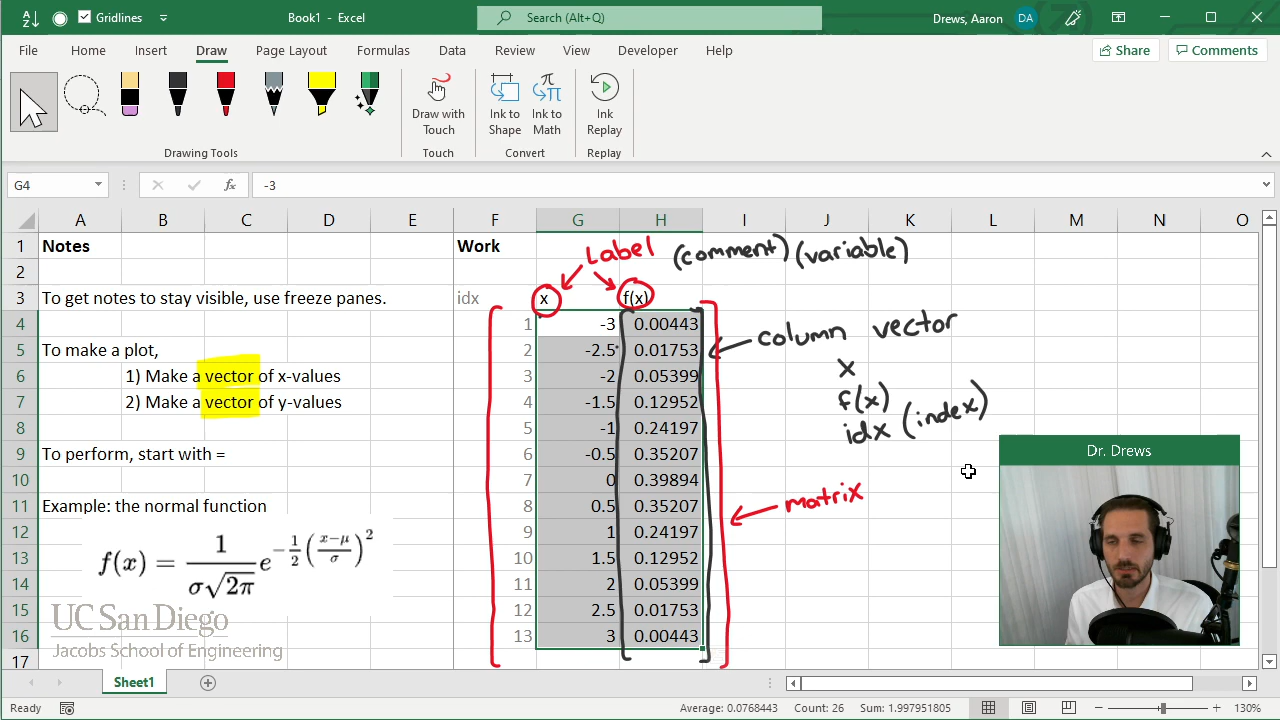 Gridlines
Book1 - Excel
Search (Alt+Q)
Drews, Aaron
DA
File Home Insert Draw Page Layout Formulas Data Review View Developer Help
Share Comments
Draw with Touch
Ink to Shape
Ink to Math
Ink Replay
Drawing Tools Touch Convert Replay
G4 fx -3
A B C D E F G H I J K L M N O
1 Notes Work
Label (comment) (variable)
2
3 To get notes to stay visible, use freeze panes. idx x f(x)
4 1 -3 0.00443
column vector
5 To make a plot, 2 -2.5 0.01753
x
6 1) Make a vector of x-values 3 -2 0.05399
f(x)
7 2) Make a vector of y-values 4 -1.5 0.12952
idx (index)
8 5 -1 0.24197
9 To perform, start with = 6 -0.5 0.35207
10 7 0 0.39894
11 Example: the normal function 8 0.5 0.35207
matrix
12 9 1 0.24197
13 10 1.5 0.12952
14 11 2 0.05399
15 12 2.5 0.01753
16 13 3 0.00443
17
f(x) = 1/(σ√2π) e^(-1/2((x−μ)/σ)^2)
UC San Diego
Jacobs School of Engineering
Dr. Drews
Sheet1
Ready Average: 0.0768443 Count: 26 Sum: 1.997951805 130%